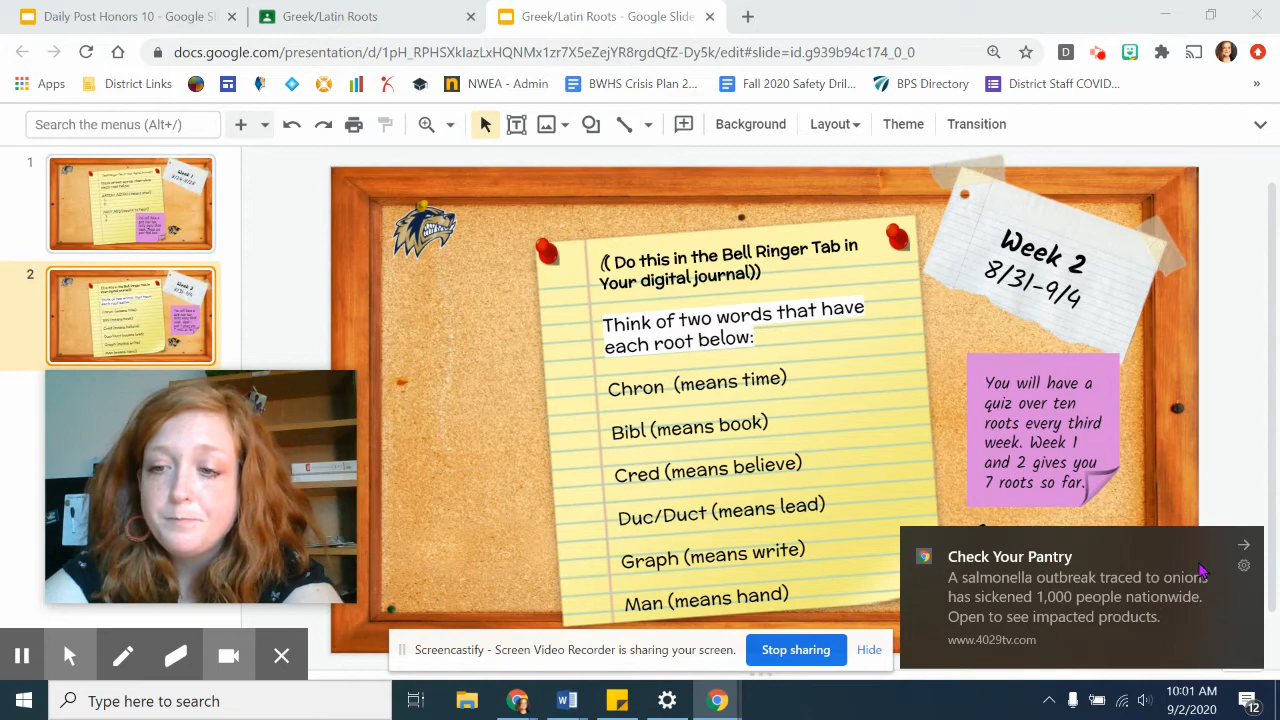 Daily Post Honors 10 - Google Sli
Greek/Latin Roots
Greek/Latin Roots - Google Slide
docs.google.com/presentation/d/1pH_RPHSXkIazLxHQNMx1zr7X5eZejYR8rgdQfZ-Dy5k/edit#slide=id.g939b94c174_0_0
Apps
District Links
NWEA - Admin
BWHS Crisis Plan 2...
Fall 2020 Safety Dril...
BPS Directory
District Staff COVID...
»
Search the menus (Alt+/)
Background
Layout
Theme
Transition
1
2
Week 2
8/31-9/4
(( Do this in the Bell Ringer Tab in
Your digital journal))
Think of two words that have
each root below:
Chron (means time)
Bibl (means book)
Cred (means believe)
Duc/Duct (means lead)
Graph (means write)
Man (means hand)
You will have a
quiz over ten
roots every third
week. Week 1
and 2 gives you
7 roots so far.
Check Your Pantry
A salmonella outbreak traced to onions
has sickened 1,000 people nationwide.
Open to see impacted products.
www.4029tv.com
Screencastify - Screen Video Recorder is sharing your screen.
Stop sharing
Hide
Type here to search
10:01 AM
9/2/2020
12